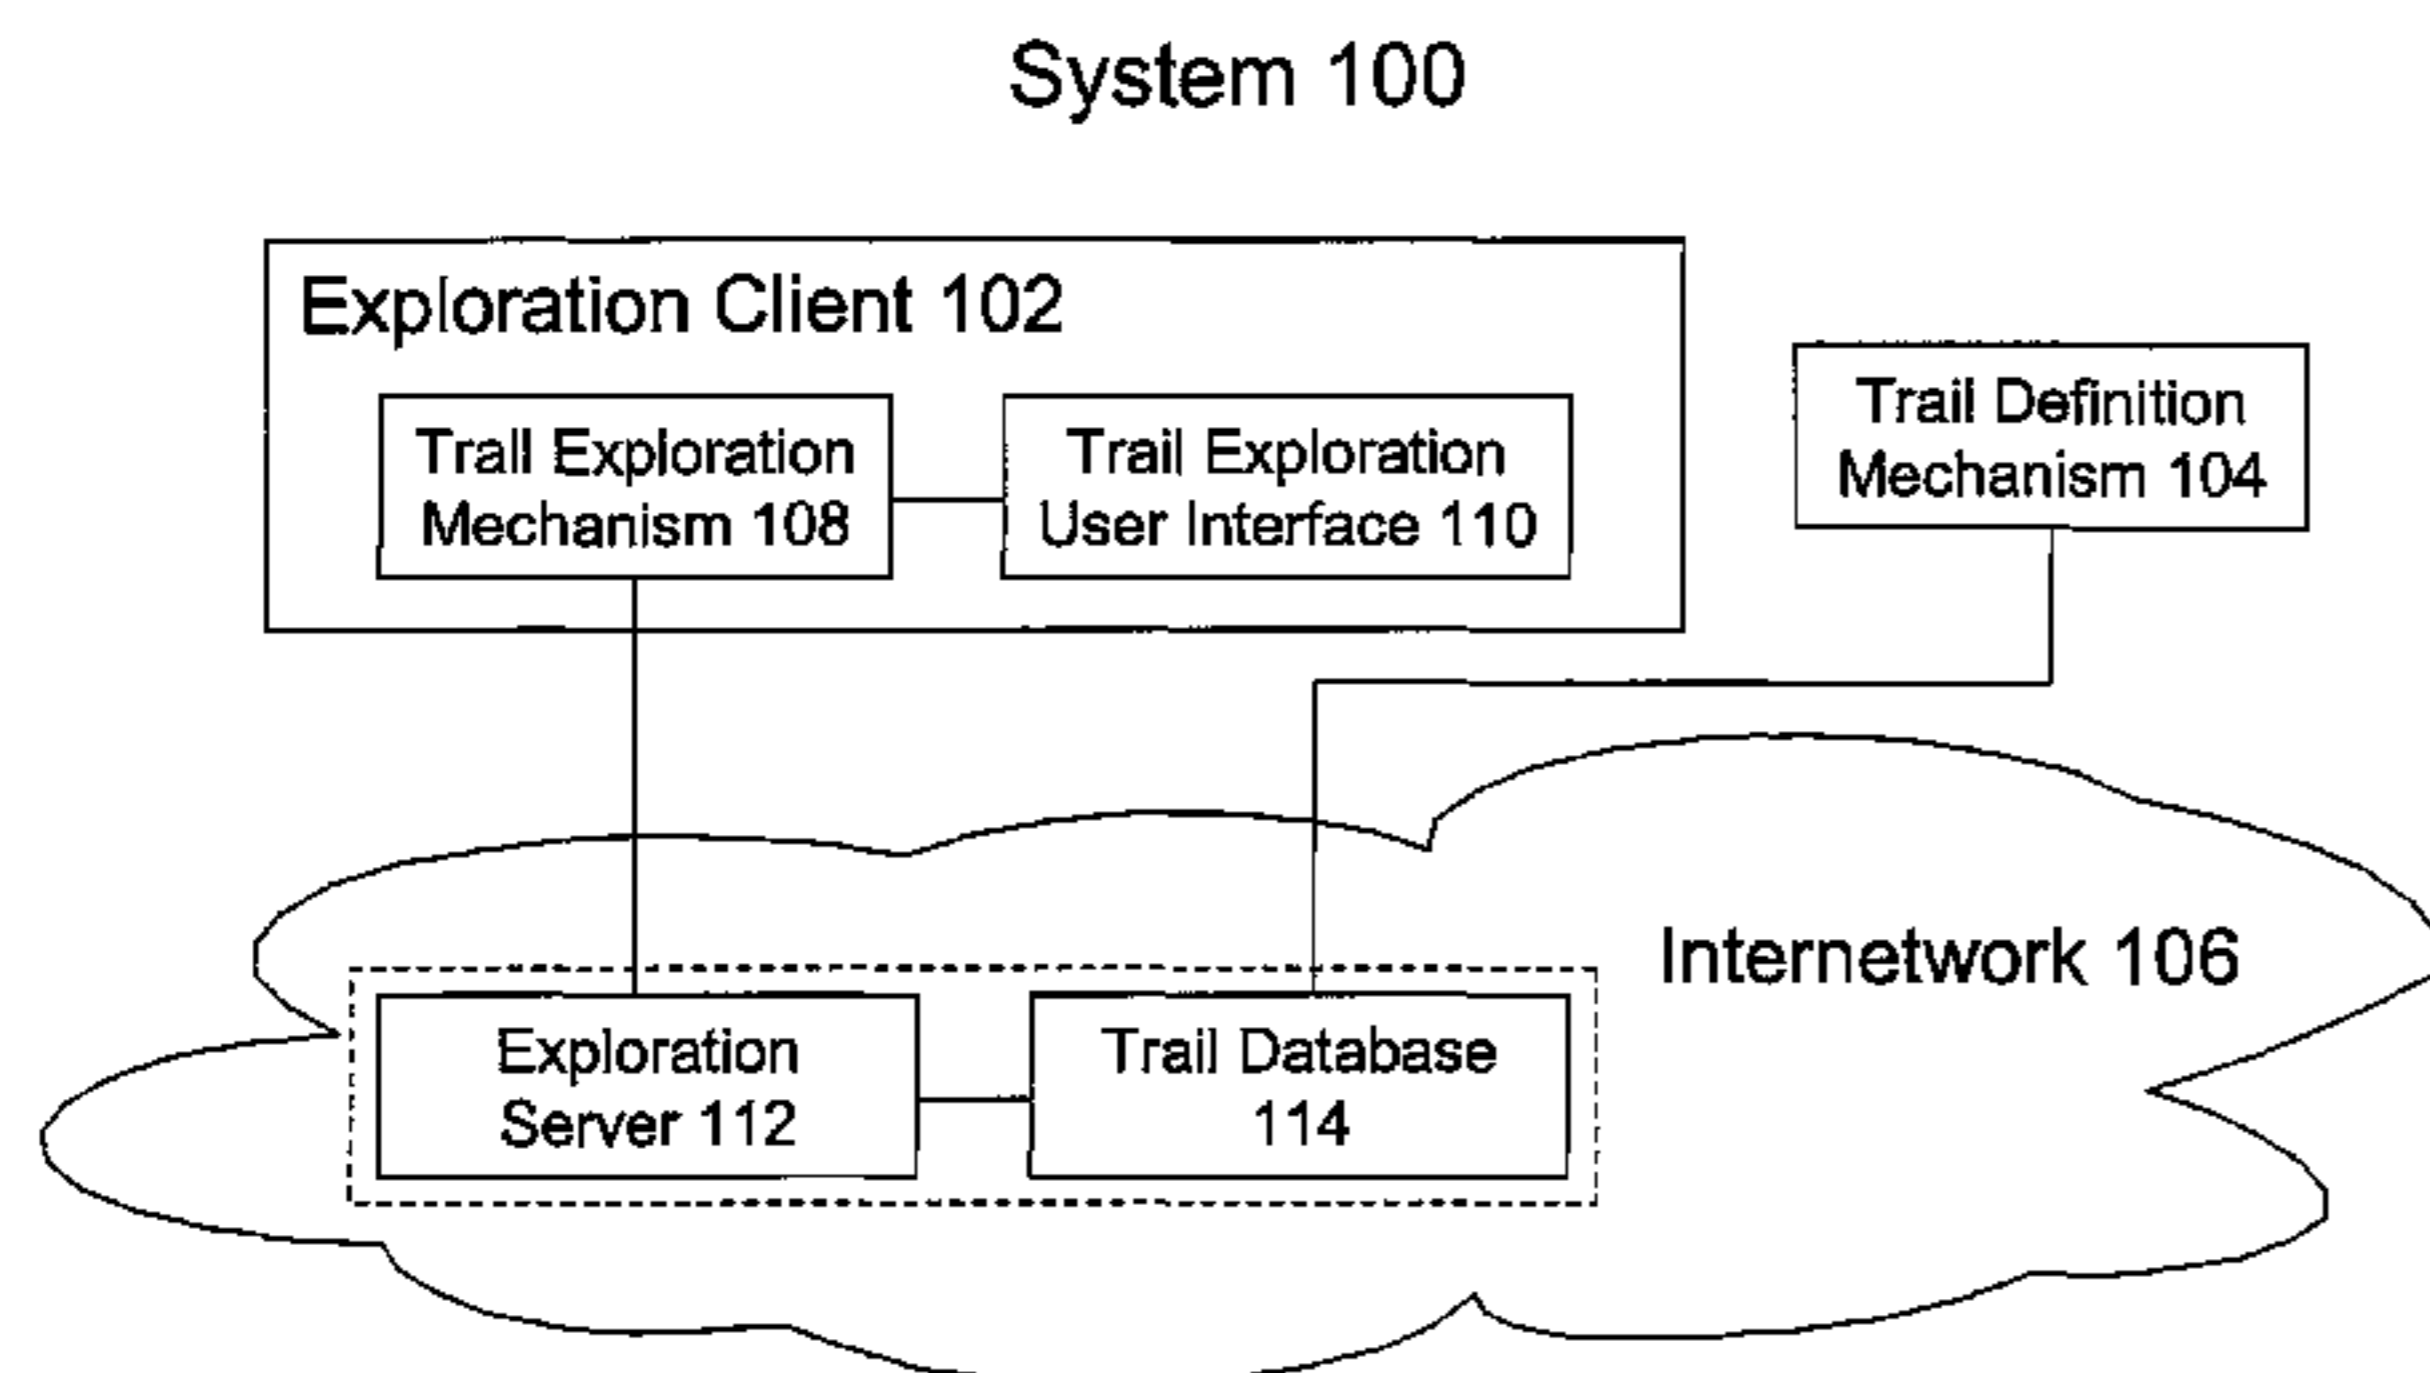 System 100
Exploration Client 102
Trail Exploration
Mechanism 108
Trail Exploration
User Interface 110
Trail Definition
Mechanism 104
Internetwork 106
Exploration
Server 112
Trail Database
114